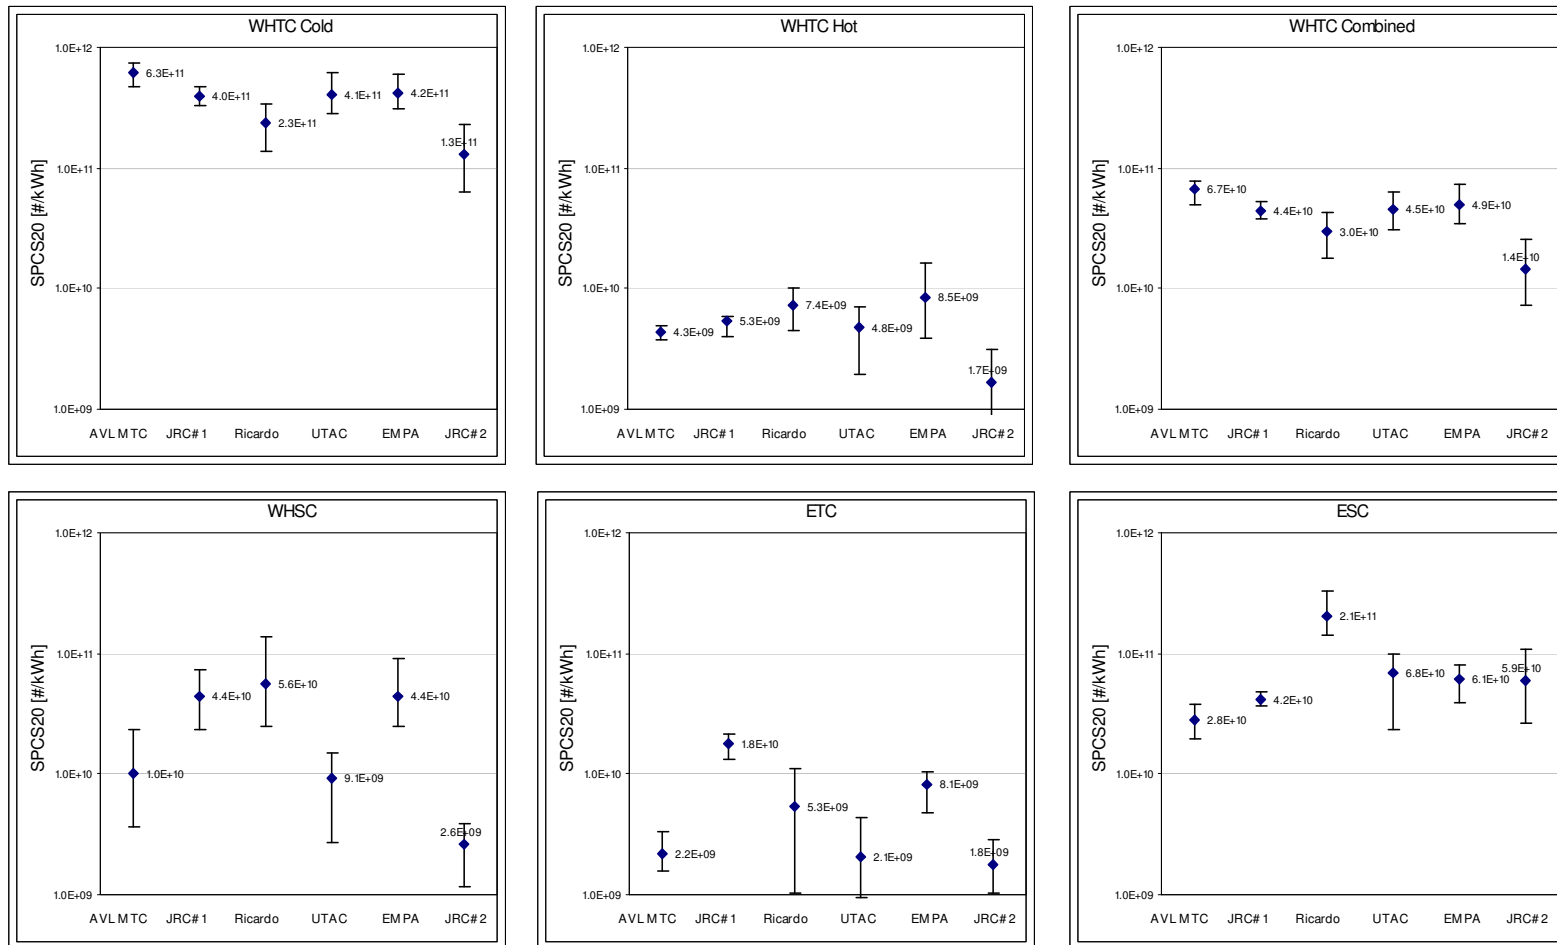 WHTC Cold
1.0E+12
1.0E+11
1.0E+10
1.0E+09
SPCS20 [#/kWh]
6.3E+11
4.0E+11
2.3E+11
4.1E+11
4.2E+11
1.3E+11
AVL MTC JRC#1 Ricardo UTAC EMPA JRC#2
WHTC Hot
1.0E+12
1.0E+11
1.0E+10
1.0E+09
SPCS20 [#/kWh]
4.3E+09
5.3E+09
7.4E+09
4.8E+09
8.5E+09
1.7E+09
AVL MTC JRC#1 Ricardo UTAC EMPA JRC#2
WHTC Combined
1.0E+12
1.0E+11
1.0E+10
1.0E+09
SPCS20 [#/kWh]
6.7E+10
4.4E+10
3.0E+10
4.5E+10
4.9E+10
1.4E+10
AVL MTC JRC#1 Ricardo UTAC EMPA JRC#2
WHSC
1.0E+12
1.0E+11
1.0E+10
1.0E+09
SPCS20 [#/kWh]
1.0E+10
4.4E+10
5.6E+10
9.1E+09
4.4E+10
2.6E+09
AVL MTC JRC#1 Ricardo UTAC EMPA JRC#2
ETC
1.0E+12
1.0E+11
1.0E+10
1.0E+09
SPCS20 [#/kWh]
2.2E+09
1.8E+10
5.3E+09
2.1E+09
8.1E+09
1.8E+09
AVL MTC JRC#1 Ricardo UTAC EMPA JRC#2
ESC
1.0E+12
1.0E+11
1.0E+10
1.0E+09
SPCS20 [#/kWh]
2.8E+10
4.2E+10
2.1E+11
6.8E+10
6.1E+10
5.9E+10
AVL MTC JRC#1 Ricardo UTAC EMPA JRC#2